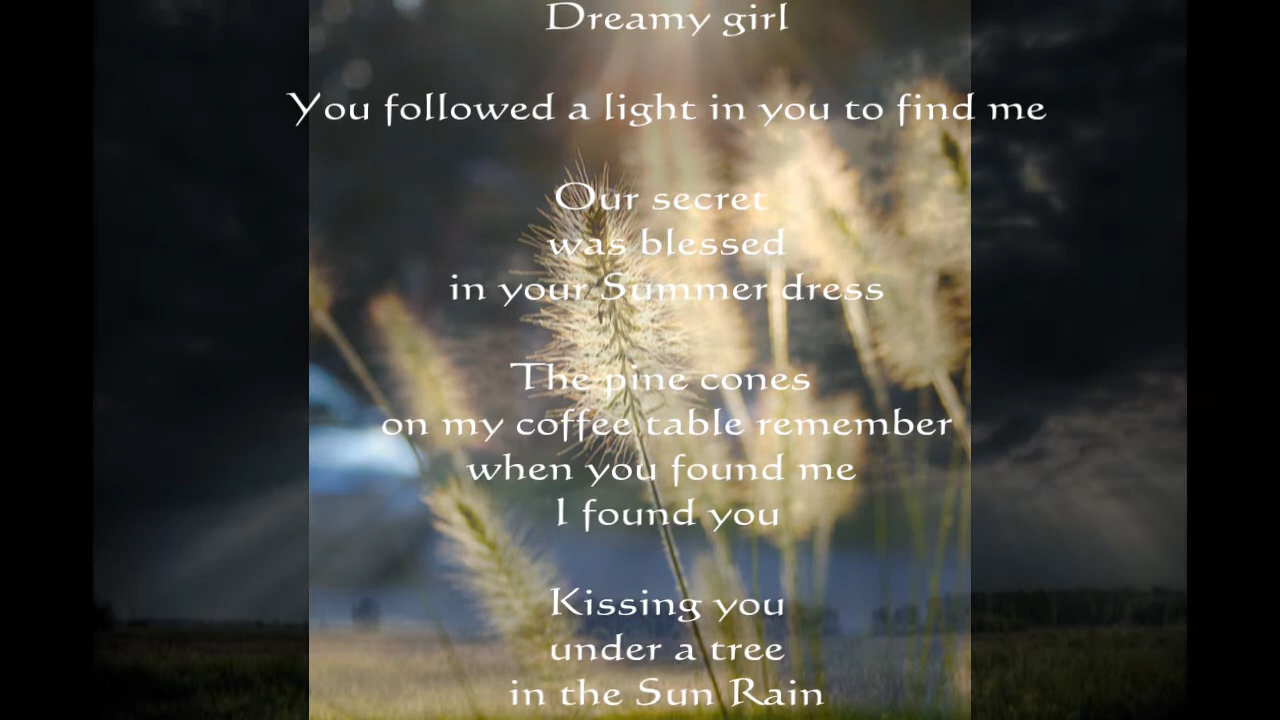 Dreamy girl
You followed a light in you to find me
Our secret
was blessed
in your Summer dress
The pine cones
on my coffee table remember
when you found me
I found you
Kissing you
under a tree
in the Sun Rain